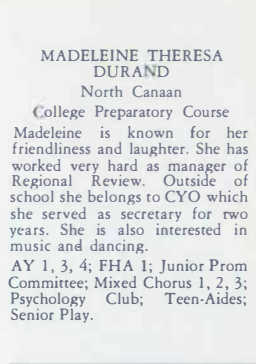 MADELEINE THERESA
DURAND
North Canaan
College Preparatory Course
Madeleine is known for her
friendliness and laughter. She has
worked very hard as manager of
Regional Review. Outside of
school she belongs to CYO which
she served as secretary for two
years. She is also interested in
music and dancing.
AY 1, 3, 4; FHA 1; Junior Prom
Committee; Mixed Chorus 1, 2, 3;
Psychology Club; Teen-Aides;
Senior Play.